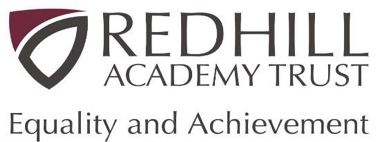 REDHILL
ACADEMY TRUST
Equality and Achievement